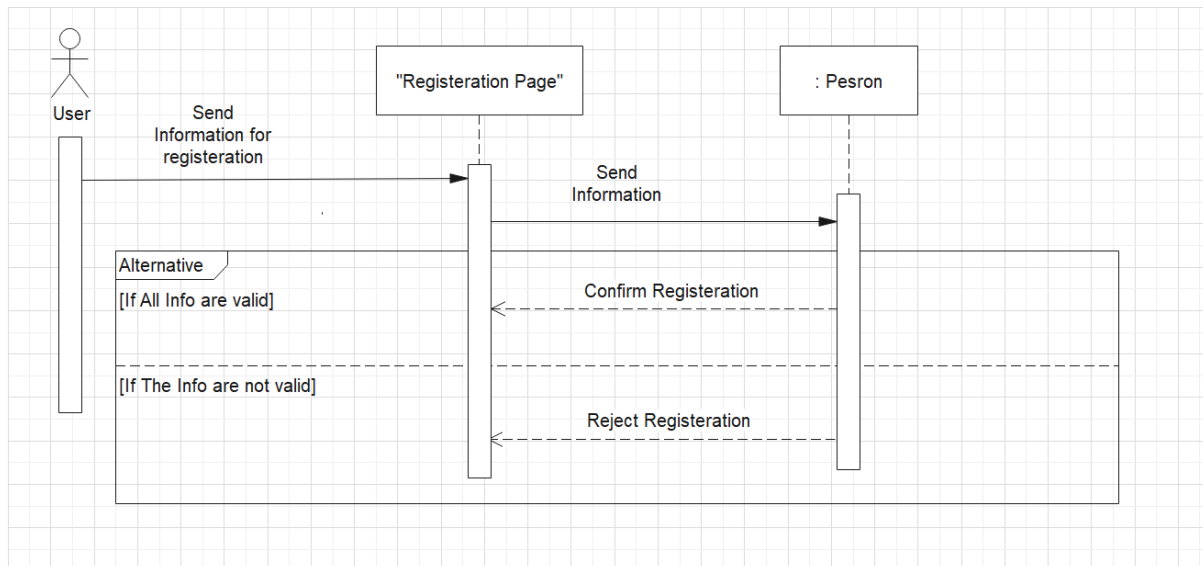 User
"Registeration Page"
: Pesron
Send
Information for
registeration
Send
Information
Alternative
[If All Info are valid]
Confirm Registeration
[If The Info are not valid]
Reject Registeration